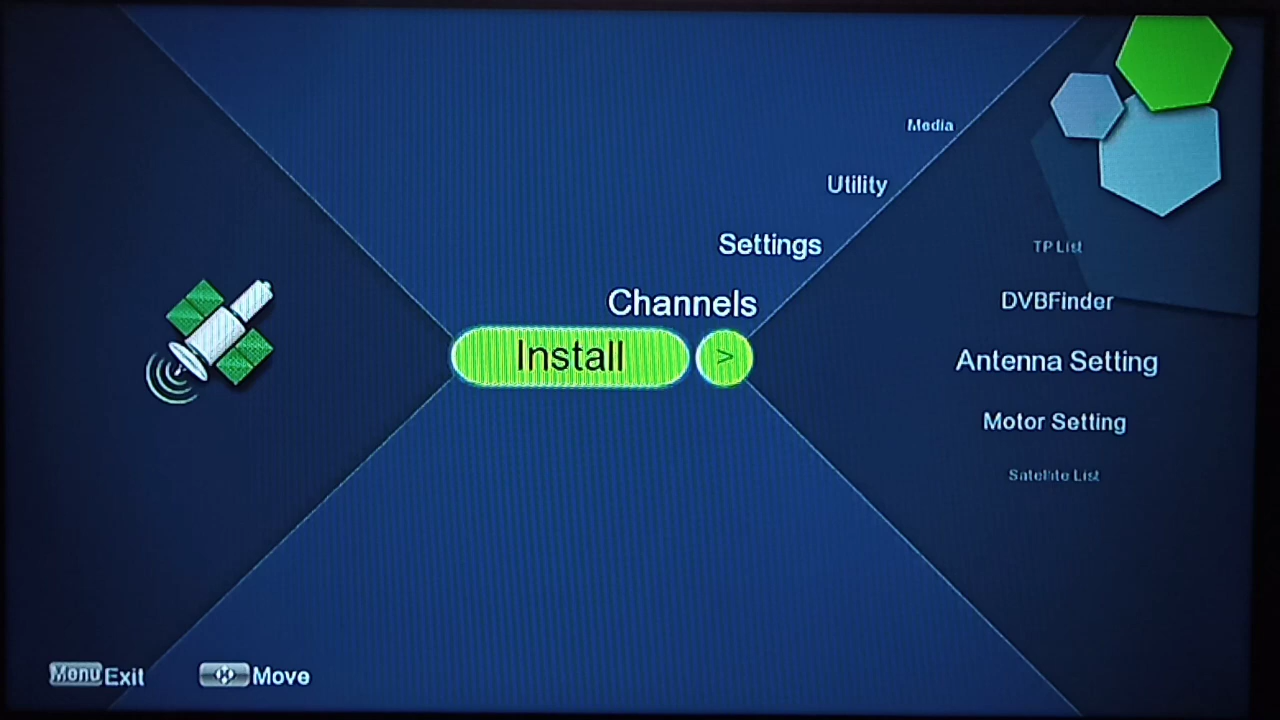 Media
Utility
Settings
Channels
Install >
TP List
DVBFinder
Antenna Setting
Motor Setting
Satellite List
Menu Exit
Move